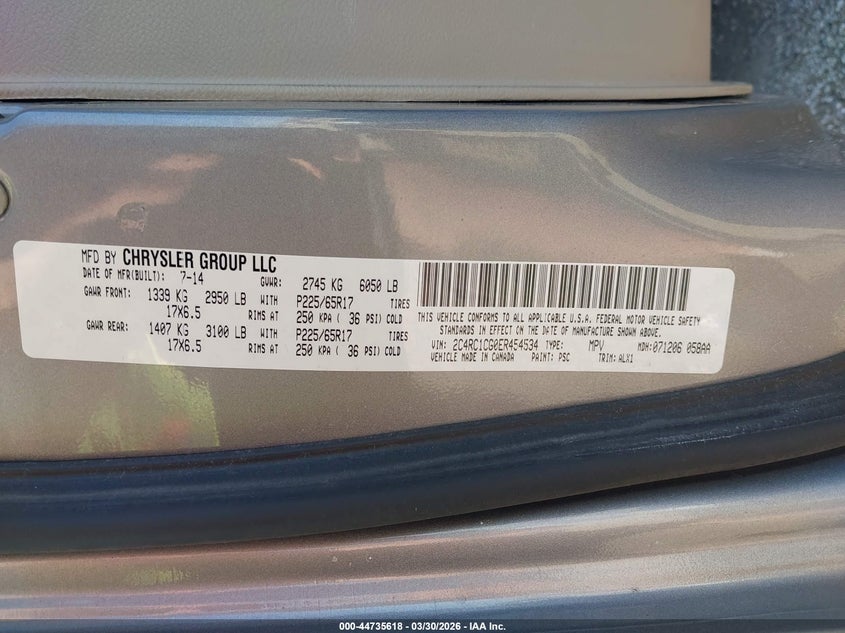 MFD BY CHRYSLER GROUP LLC
DATE OF MFR(BUILT): 7-14 GVWR: 2745 KG 6050 LB
GAWR FRONT: 1339 KG 2950 LB WITH P225/65R17 TIRES
17X6.5 RIMS AT 250 KPA ( 36 PSI) COLD
GAWR REAR: 1407 KG 3100 LB WITH P225/65R17 TIRES
17X6.5 RIMS AT 250 KPA ( 36 PSI) COLD
THIS VEHICLE CONFORMS TO ALL APPLICABLE U.S.A. FEDERAL MOTOR VEHICLE SAFETY
STANDARDS IN EFFECT ON THE DATE OF MANUFACTURE SHOWN ABOVE.
VIN: 2C4RC1CG0ER454534 TYPE: MPV MDH: 071206 058AA
VEHICLE MADE IN CANADA PAINT: PSC TRIM: ALX1
000-44735618 | 03/30/2026 - IAA Inc.